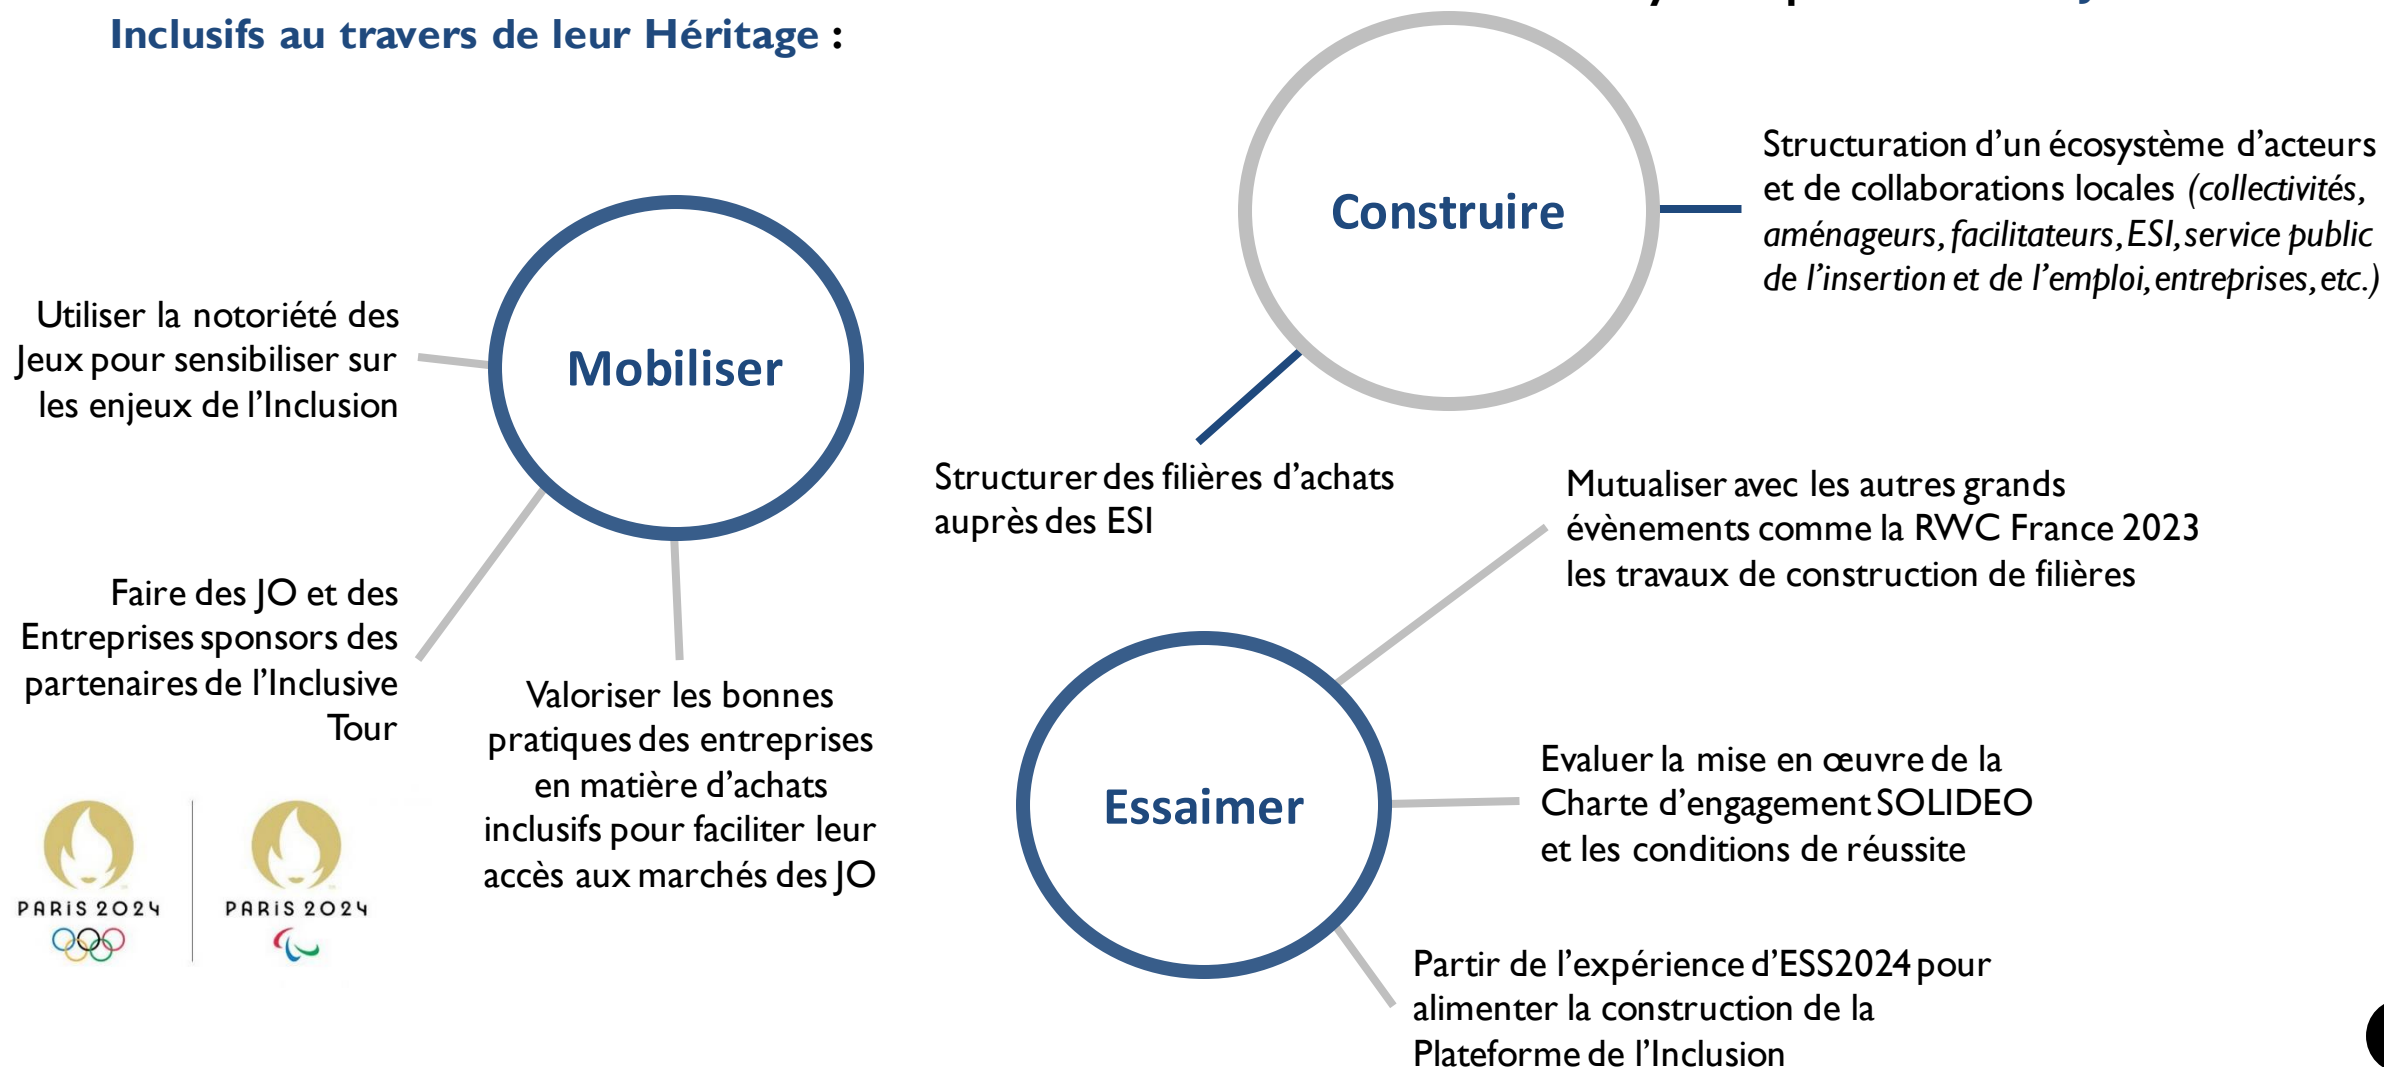 Inclusifs au travers de leur Héritage :
Mobiliser
Utiliser la notoriété des
Jeux pour sensibiliser sur
les enjeux de l’Inclusion
Faire des JO et des
Entreprises sponsors des
partenaires de l’Inclusive
Tour
Valoriser les bonnes
pratiques des entreprises
en matière d’achats
inclusifs pour faciliter leur
accès aux marchés des JO
Construire
Structuration d’un écosystème d’acteurs
et de collaborations locales (collectivités,
aménageurs, facilitateurs, ESI, service public
de l’insertion et de l’emploi, entreprises, etc.)
Structurer des filières d’achats
auprès des ESI
Essaimer
Mutualiser avec les autres grands
évènements comme la RWC France 2023
les travaux de construction de filières
Evaluer la mise en œuvre de la
Charte d’engagement SOLIDEO
et les conditions de réussite
Partir de l’expérience d’ESS2024 pour
alimenter la construction de la
Plateforme de l’Inclusion
PARiS 2024
PARiS 2024